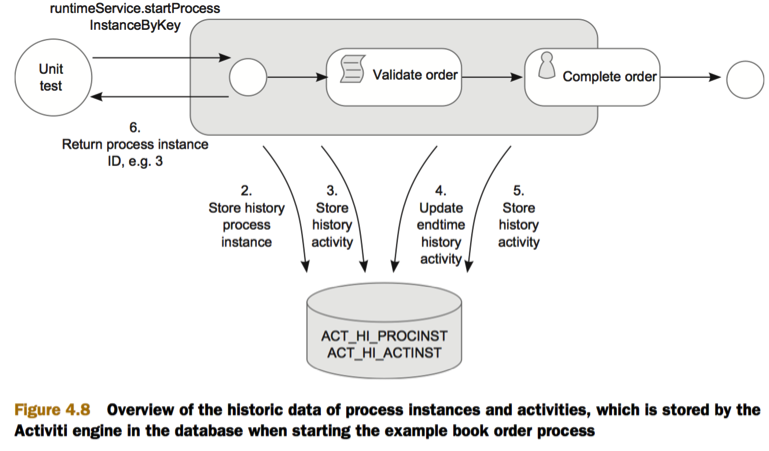 runtimeService.startProcess
InstanceByKey
Unit
test
Validate order
Complete order
6.
Return process instance
ID, e.g. 3
2.
Store history
process
instance
3.
Store
history
activity
4.
Update
endtime
history
activity
5.
Store
history
activity
ACT_HI_PROCINST
ACT_HI_ACTINST
Figure 4.8 Overview of the historic data of process instances and activities, which is stored by the
Activiti engine in the database when starting the example book order process